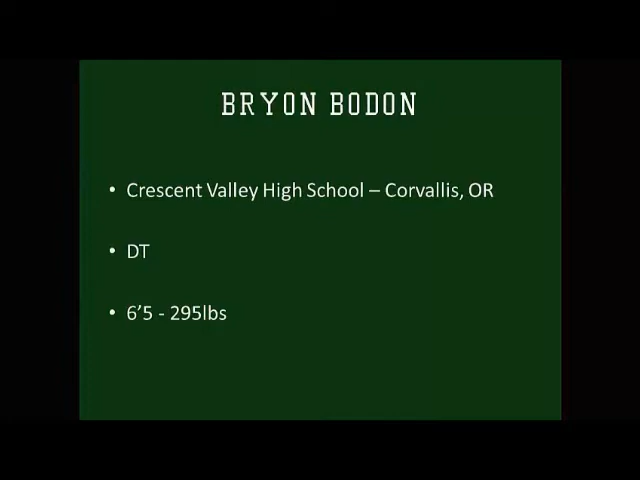 BRYON BODON
• Crescent Valley High School – Corvallis, OR
• DT
• 6’5 - 295lbs